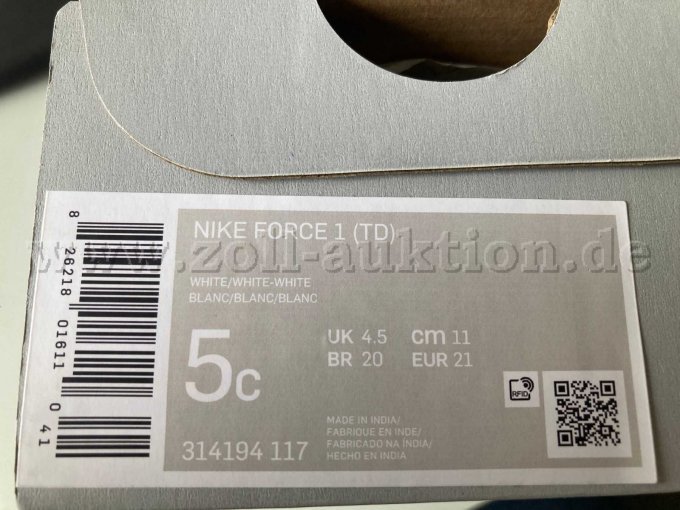 NIKE FORCE 1 (TD)
www.zoll-auktion.de
WHITE/WHITE-WHITE
BLANC/BLANC/BLANC
5C
UK 4.5 cm 11
BR 20 EUR 21
RFID
MADE IN INDIA/
FABRIQUE EN INDE/
FABRICADO NA ÍNDIA/
HECHO EN INDIA
314194 117
8 26218 01611 0 41